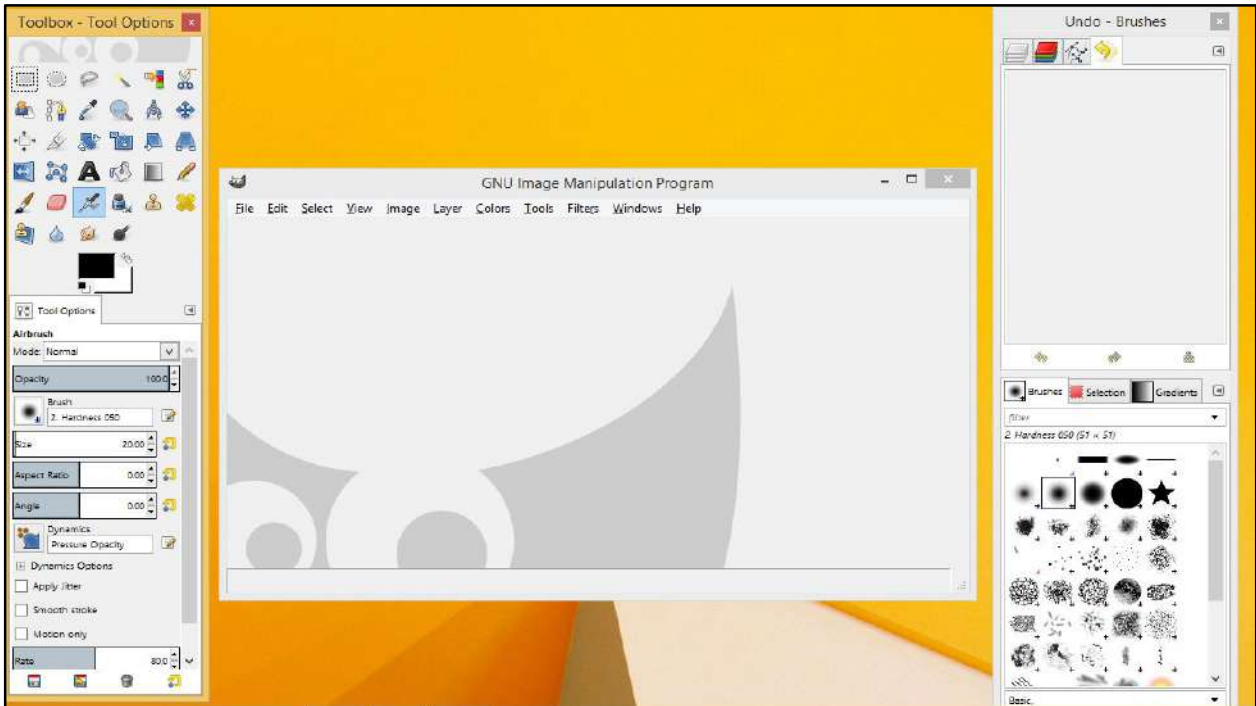 Toolbox - Tool Options
Tool Options
Airbrush
Mode: Normal
Opacity 100.0
Brush
2. Hardness 050
Size 20.00
Aspect Ratio 0.00
Angle 0.00
Dynamics
Pressure Opacity
Dynamics Options
Apply Jitter
Smooth stroke
Motion only
Rate 80.0
GNU Image Manipulation Program
File Edit Select View Image Layer Colors Tools Filters Windows Help
Undo - Brushes
Brushes Selection Gradients
filter
2. Hardness 050 (51 × 51)
Basic,